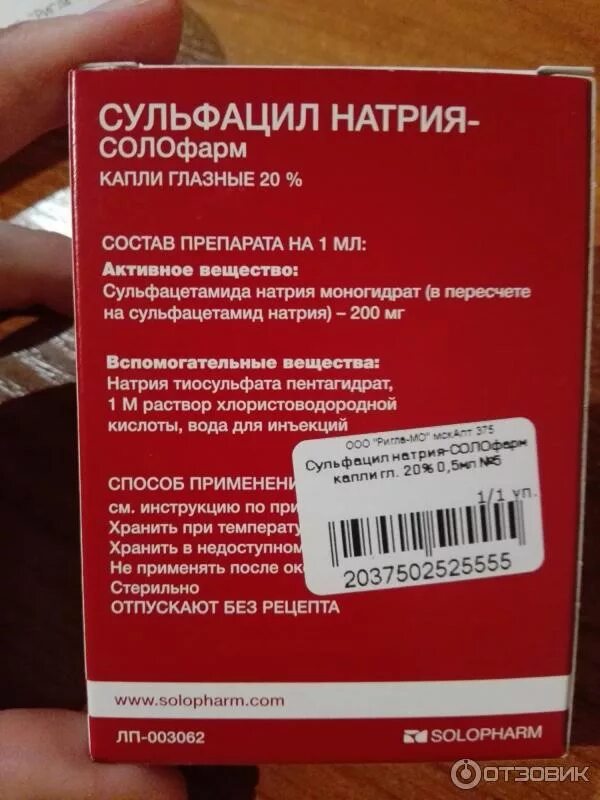 СУЛЬФАЦИЛ НАТРИЯ-
СОЛОфарм
КАПЛИ ГЛАЗНЫЕ 20 %
СОСТАВ ПРЕПАРАТА НА 1 МЛ:
Активное вещество:
Сульфацетамида натрия моногидрат (в пересчете
на сульфацетамид натрия) – 200 мг
Вспомогательные вещества:
Натрия тиосульфата пентагидрат,
1 М раствор хлористоводородной
кислоты, вода для инъекций
ООО "Ригла-МО" мскАпт 375
Сульфацил натрия-СОЛОфарм
капли гл. 20% 0,5мл №5
1/1 уп.
2037502525555
СПОСОБ ПРИМЕНЕНИ
см. инструкцию по при
Хранить при температу
Хранить в недоступном
Не применять после ок
Стерильно
ОТПУСКАЮТ БЕЗ РЕЦЕПТА
www.solopharm.com
ЛП-003062
SOLOPHARM
ОТЗОВИК